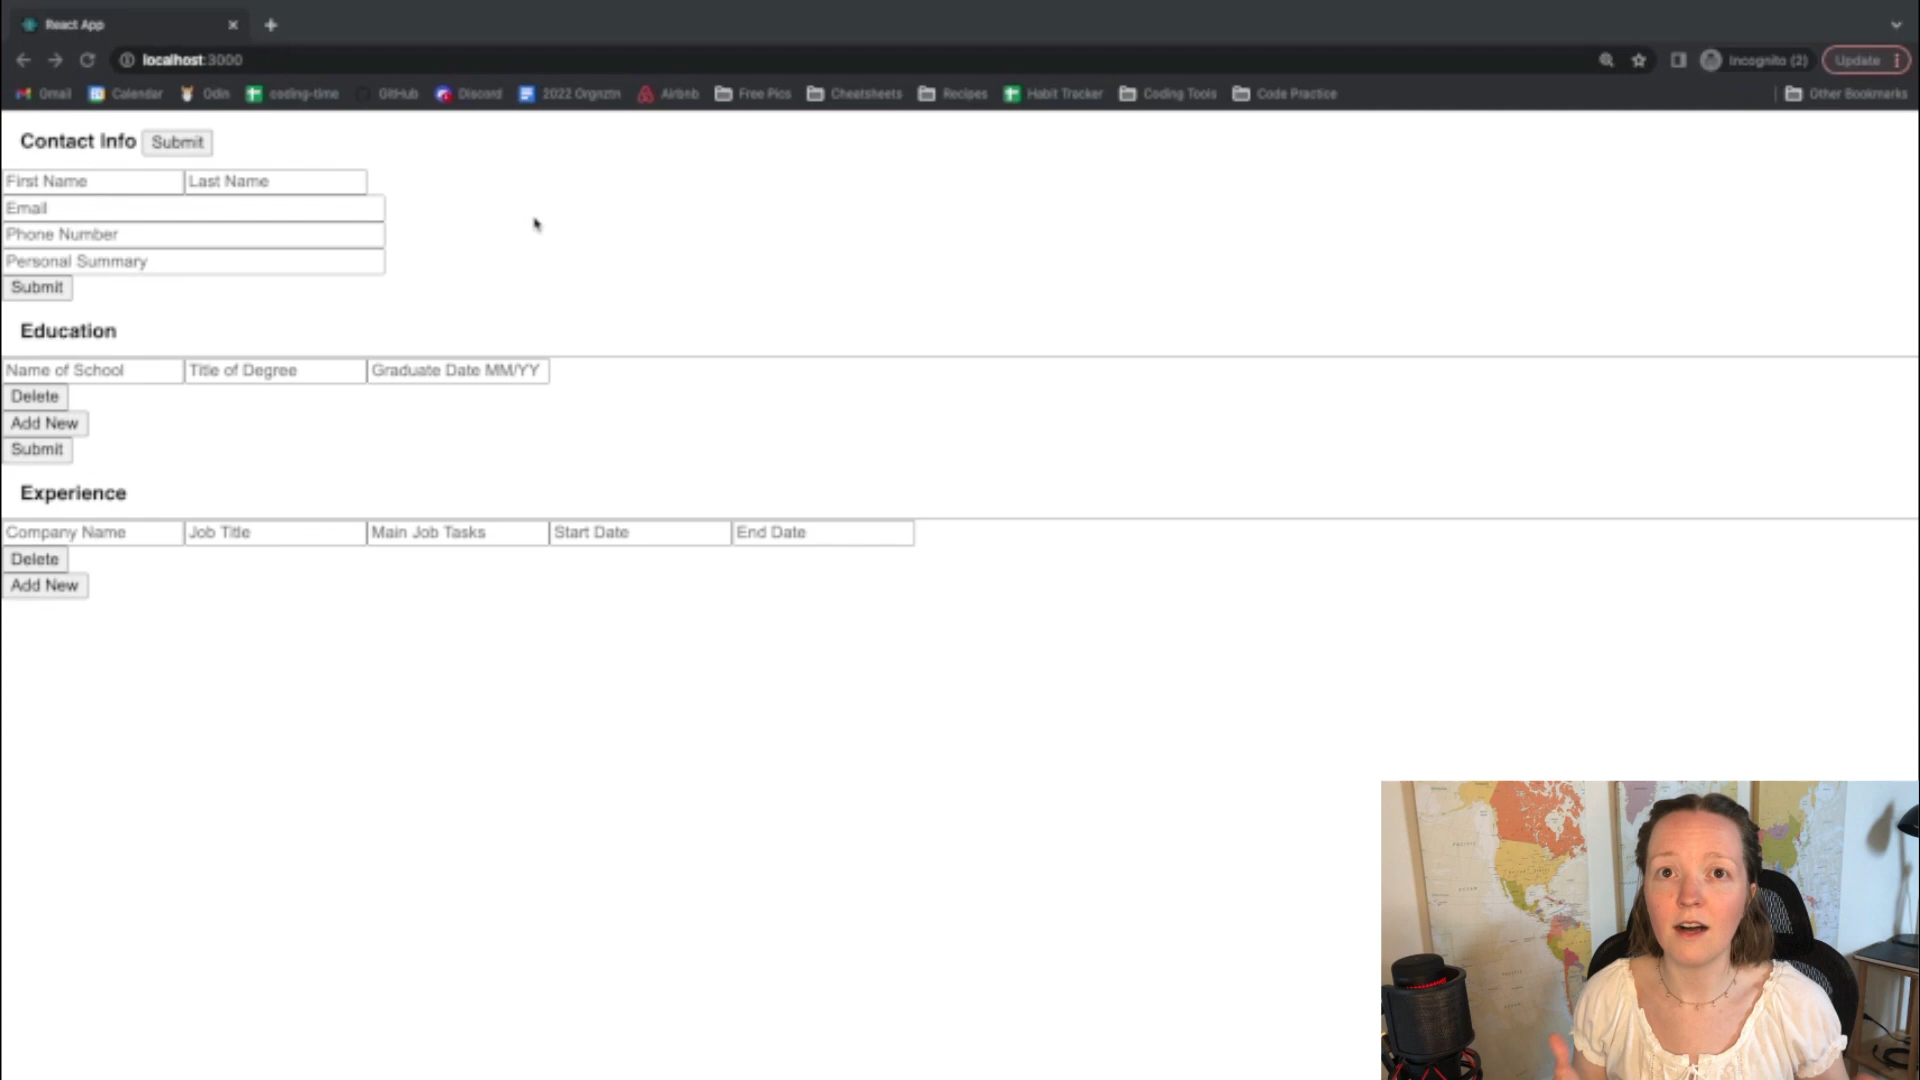 React App
localhost:3000
Incognito (2)
Update
Gmail
Calendar
Odin
coding-time
GitHub
Discord
2022 Orgnztn
Airbnb
Free Pics
Cheatsheets
Recipes
Habit Tracker
Coding Tools
Code Practice
Other Bookmarks
Contact Info Submit
First Name Last Name
Email
Phone Number
Personal Summary
Submit
Education
Name of School Title of Degree Graduate Date MM/YY
Delete
Add New
Submit
Experience
Company Name Job Title Main Job Tasks Start Date End Date
Delete
Add New